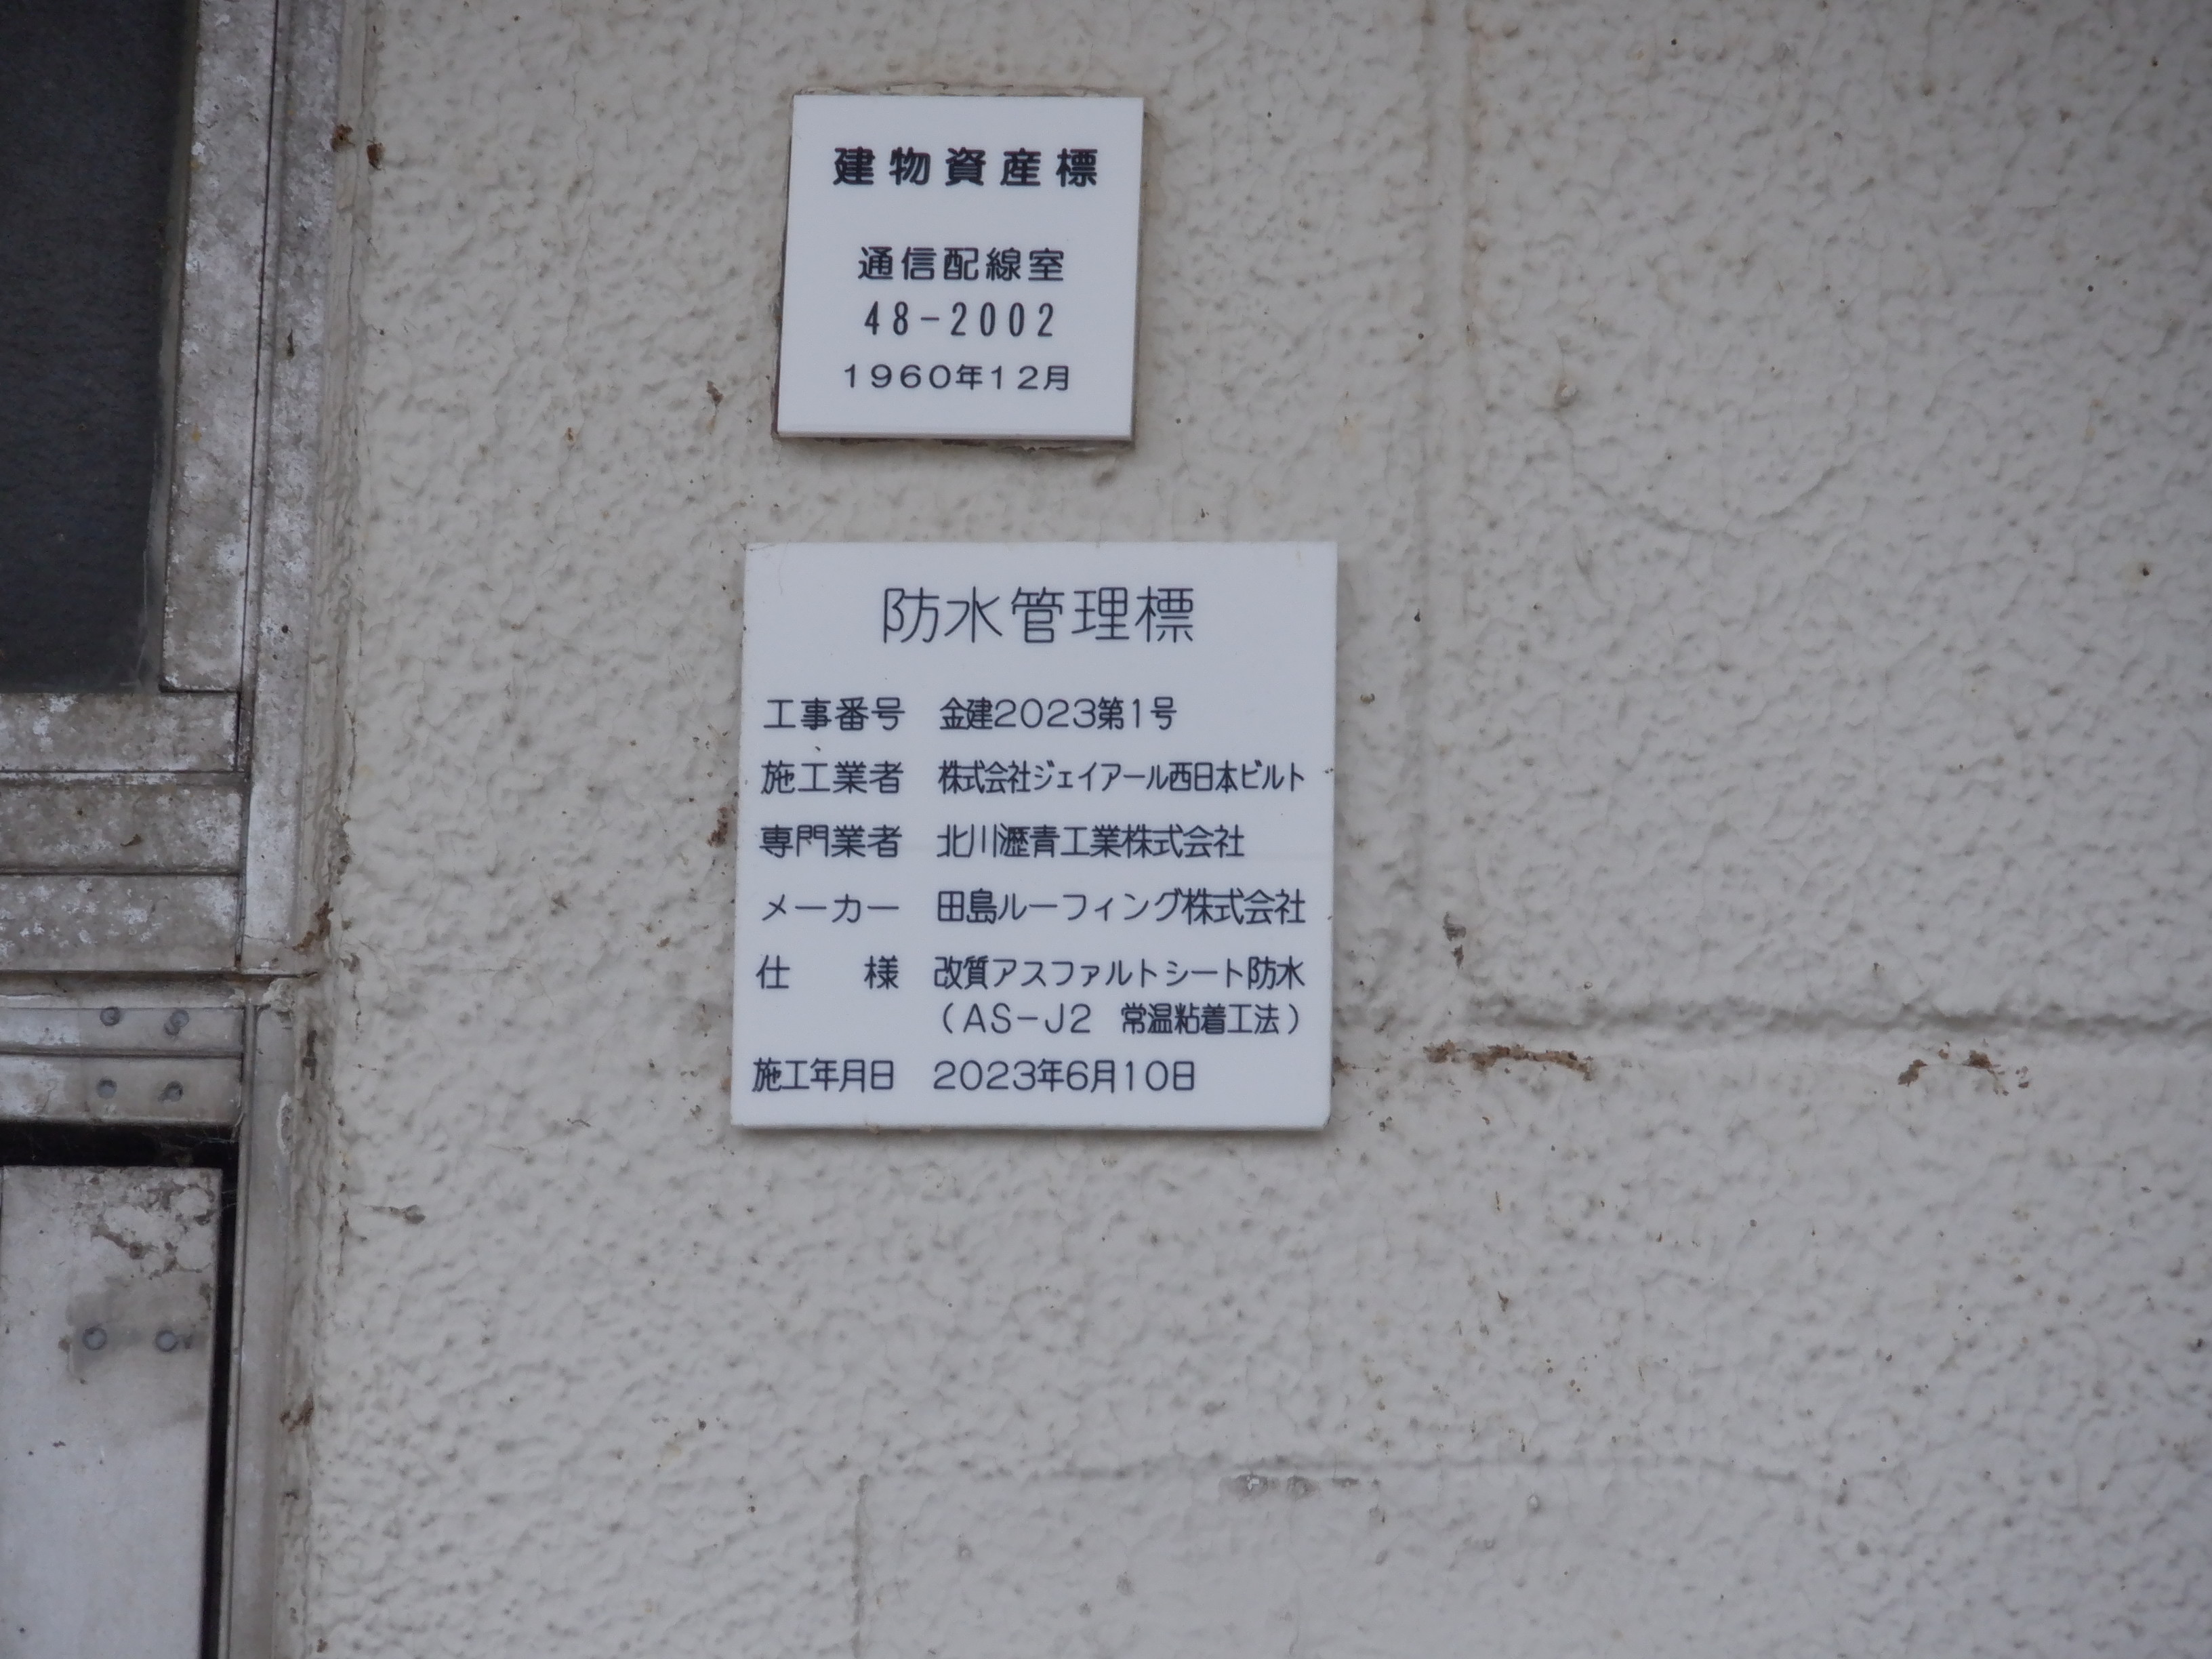 建物資産標
通信配線室
48-2002
1960年12月
防水管理標
工事番号 金建2023第1号
施工業者 株式会社ジェイアール西日本ビルト
専門業者 北川瀝青工業株式会社
メーカー 田島ルーフィング株式会社
仕 様 改質アスファルトシート防水
(AS-J2 常温粘着工法)
施工年月日 2023年6月10日